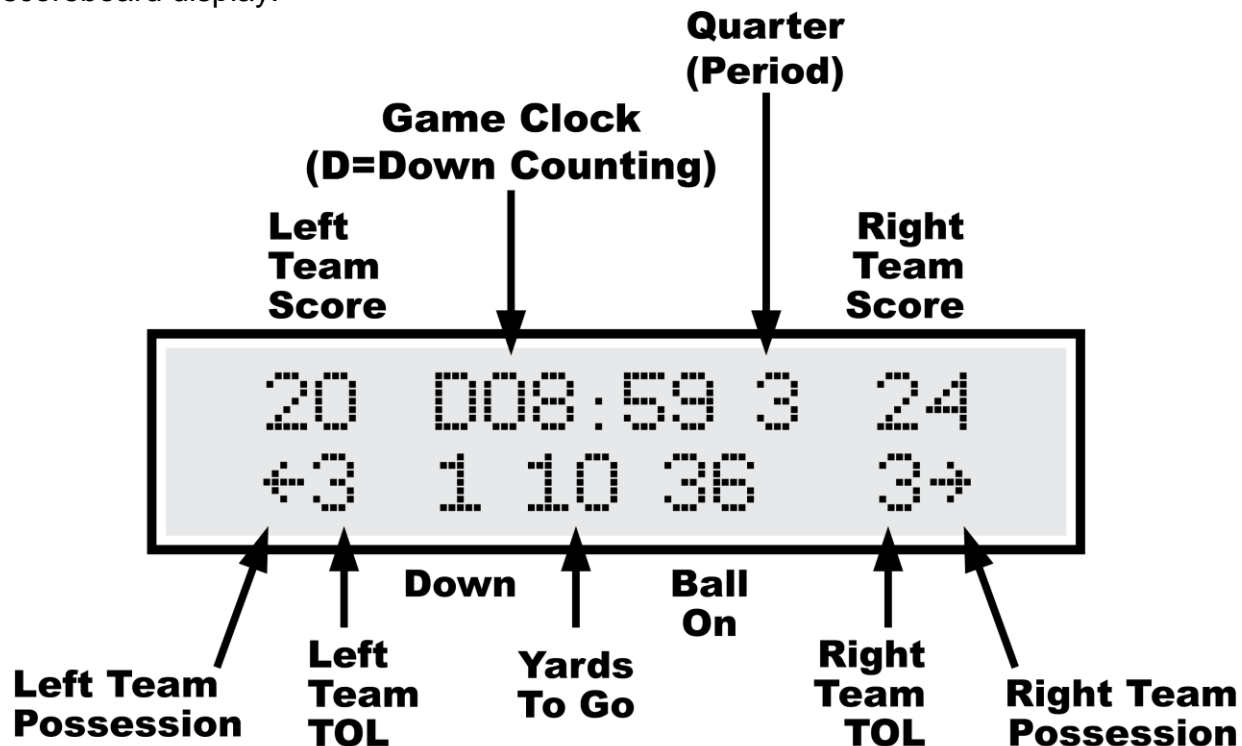 scoreboard display.
Quarter
(Period)
Game Clock
(D=Down Counting)
Left
Team
Score
Right
Team
Score
20 D08:59 3 24
←3 1 10 36 3→
Down
Ball
On
Left Team
Possession
Left
Team
TOL
Yards
To Go
Right
Team
TOL
Right Team
Possession